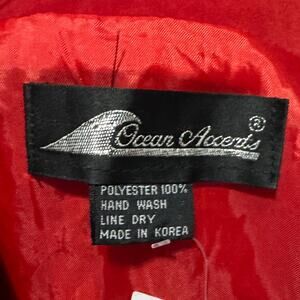 Ocean Accents®
POLYESTER 100%
HAND WASH
LINE DRY
MADE IN KOREA